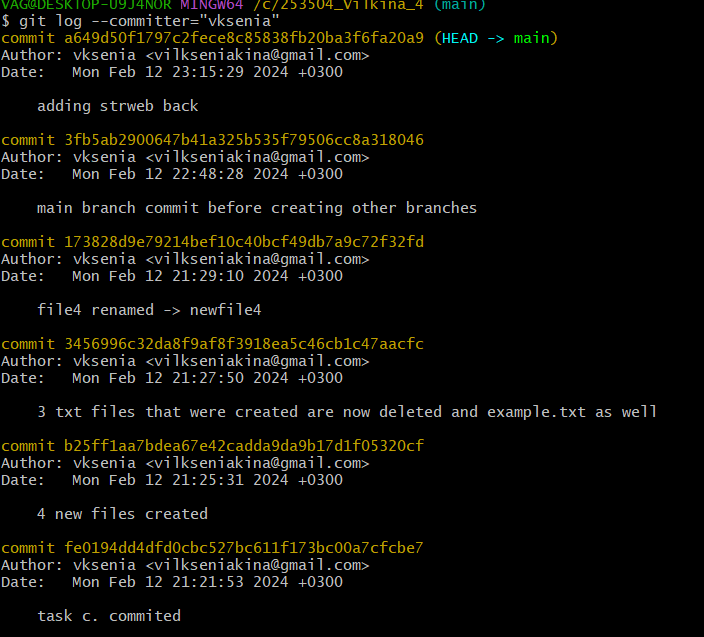 VAG@DESKTOP-U9J4NOR MINGW64 /c/253504_Vilkina_4 (main)
$ git log --committer="vksenia"
commit a649d50f1797c2fece8c85838fb20ba3f6fa20a9 (HEAD -> main)
Author: vksenia <vilkseniakina@gmail.com>
Date:   Mon Feb 12 23:15:29 2024 +0300
    adding strweb back
commit 3fb5ab2900647b41a325b535f79506cc8a318046
Author: vksenia <vilkseniakina@gmail.com>
Date:   Mon Feb 12 22:48:28 2024 +0300
    main branch commit before creating other branches
commit 173828d9e79214bef10c40bcf49db7a9c72f32fd
Author: vksenia <vilkseniakina@gmail.com>
Date:   Mon Feb 12 21:29:10 2024 +0300
    file4 renamed -> newfile4
commit 3456996c32da8f9af8f3918ea5c46cb1c47aacfc
Author: vksenia <vilkseniakina@gmail.com>
Date:   Mon Feb 12 21:27:50 2024 +0300
    3 txt files that were created are now deleted and example.txt as well
commit b25ff1aa7bdea67e42cadda9da9b17d1f05320cf
Author: vksenia <vilkseniakina@gmail.com>
Date:   Mon Feb 12 21:25:31 2024 +0300
    4 new files created
commit fe0194dd4dfd0cbc527bc611f173bc00a7cfcbe7
Author: vksenia <vilkseniakina@gmail.com>
Date:   Mon Feb 12 21:21:53 2024 +0300
    task c. commited